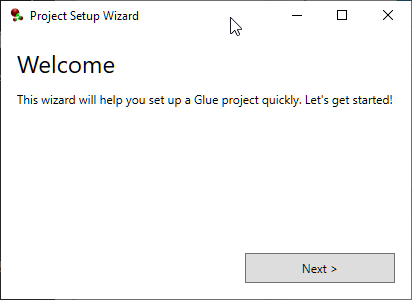 Project Setup Wizard
Welcome
This wizard will help you set up a Glue project quickly. Let's get started!
Next >